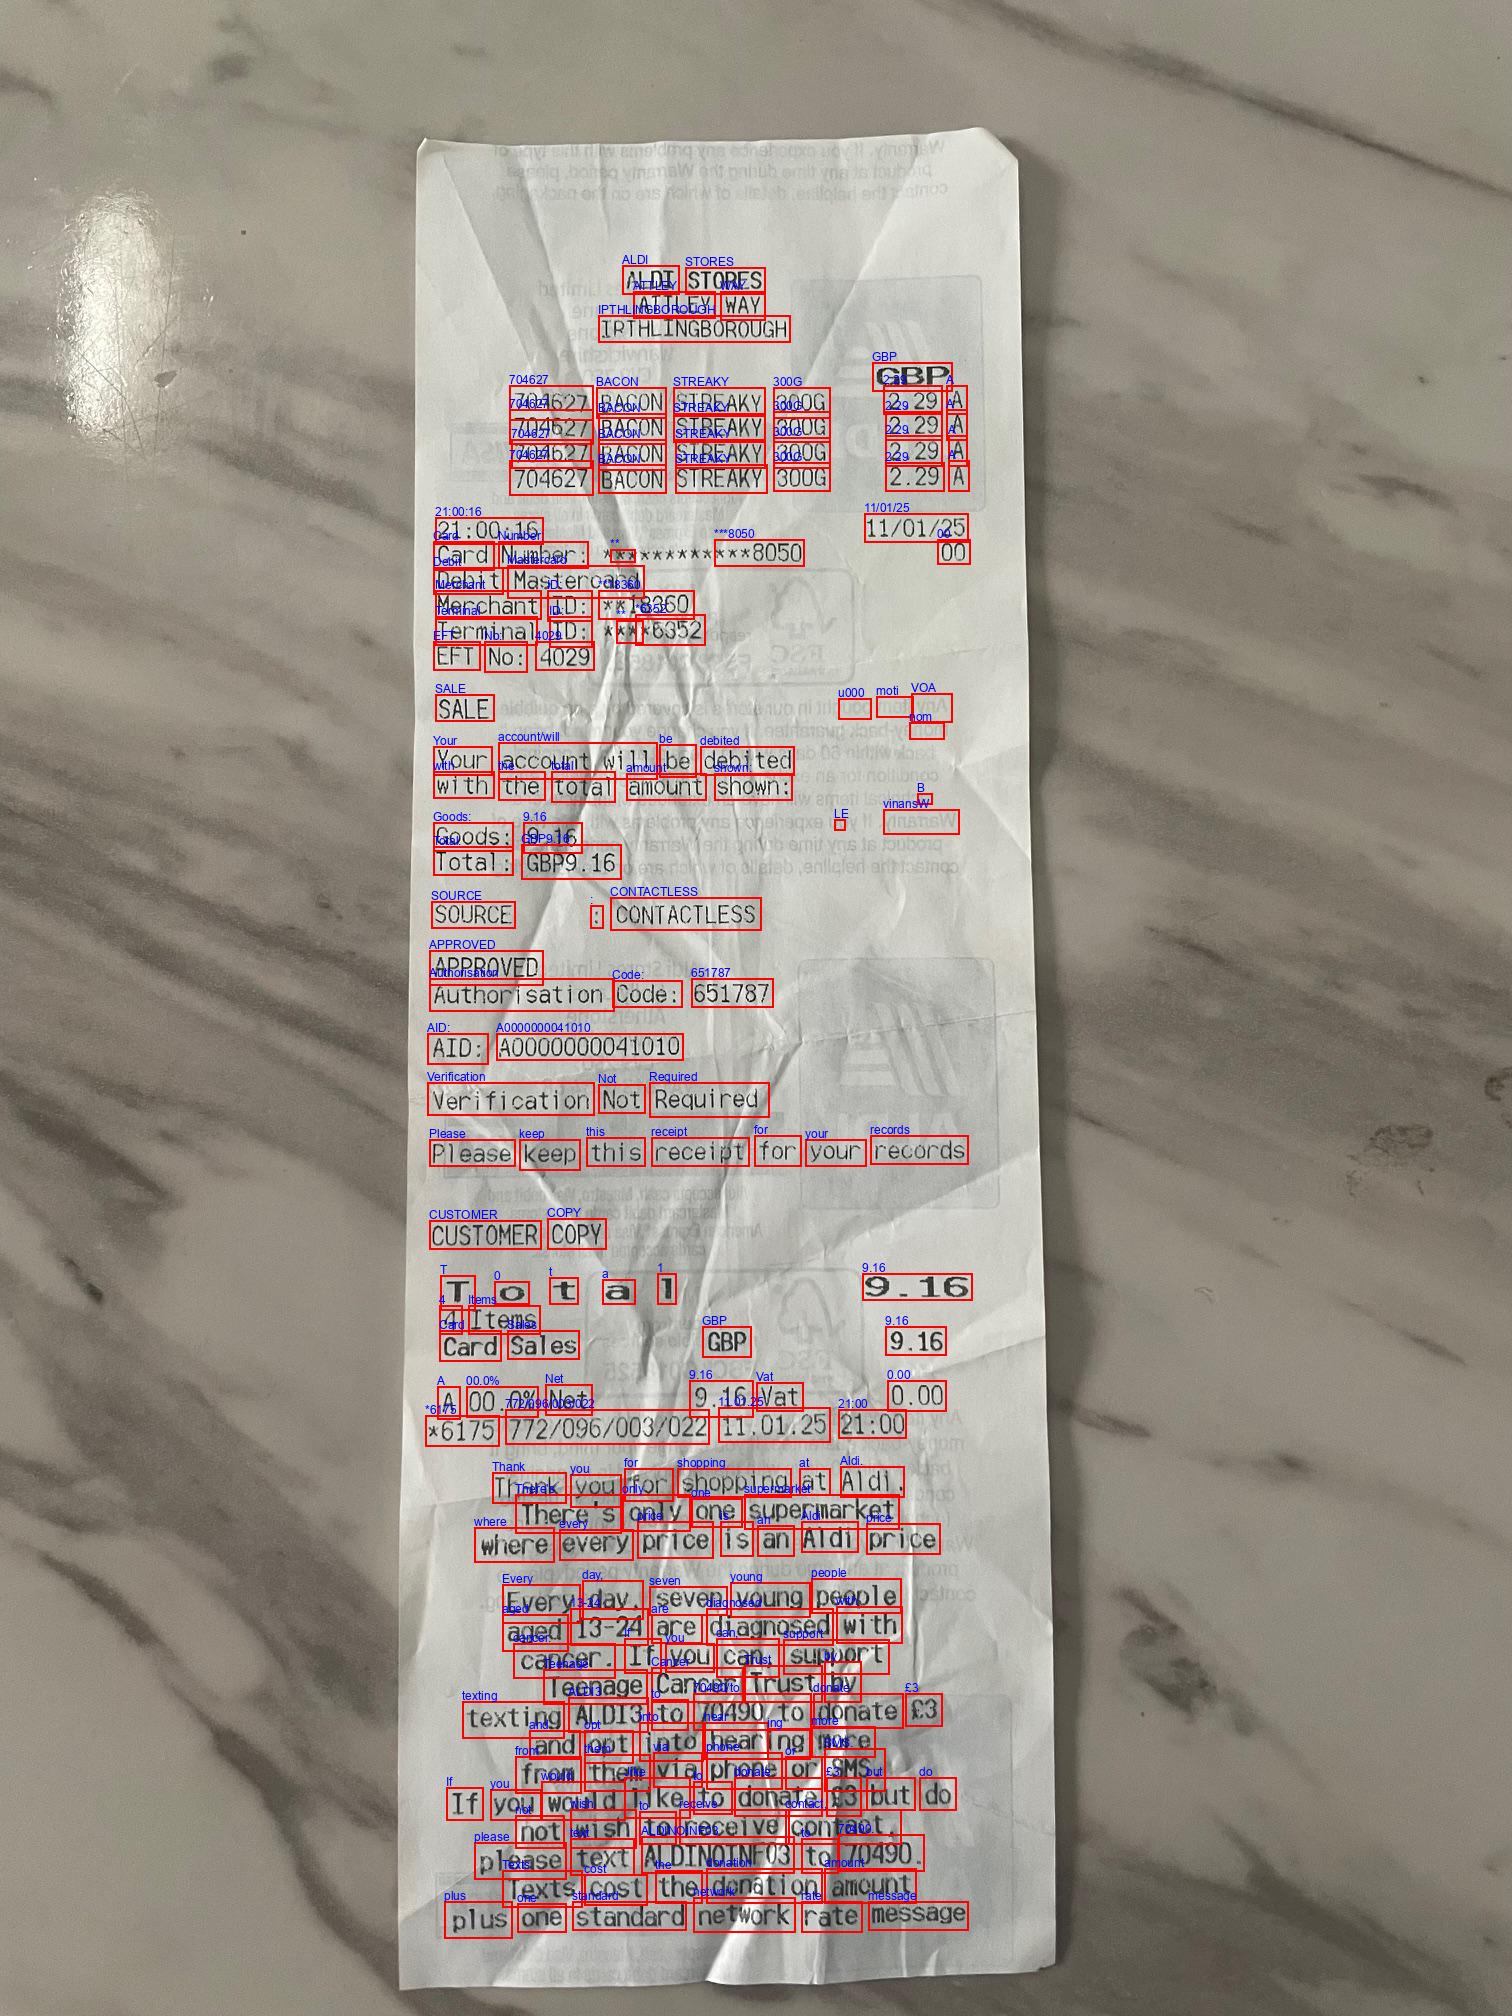 ALDI STORES
ATTLEY WAY
IRTHLINGBOROUGH
GBP
704627 BACON STREAKY 300G 2.29 A
704627 BACON STREAKY 300G 2.29 A
704627 BACON STREAKY 300G 2.29 A
704627 BACON STREAKY 300G 2.29 A
21:00:16 11/01/25
Card Number: ************8050 00
Debit Mastercard
Merchant ID: **18360
Terminal ID: ****6352
EFT No: 4029
SALE
Your account will be debited
with the total amount shown:
Goods: 9.16
Total: GBP9.16
SOURCE : CONTACTLESS
APPROVED
Authorisation Code: 651787
AID: A0000000041010
Verification Not Required
Please keep this receipt for your records
CUSTOMER COPY
Total 9.16
4 Items
Card Sales GBP 9.16
A 00.0% Net 9.16 Vat 0.00
*6175 772/096/003/022 11.01.25 21:00
Thank you for shopping at Aldi.
There's only one supermarket
where every price is an Aldi price
Every day, seven young people
aged 13-24 are diagnosed with
cancer. If you can, support
Teenage Cancer Trust by
texting ALDI3 to 70490 to donate £3
and opt into hearing more
from them via phone or SMS.
If you would like to donate £3 but do
not wish to receive contact,
please text ALDINOINFO3 to 70490.
Texts cost the donation amount
plus one standard network rate message